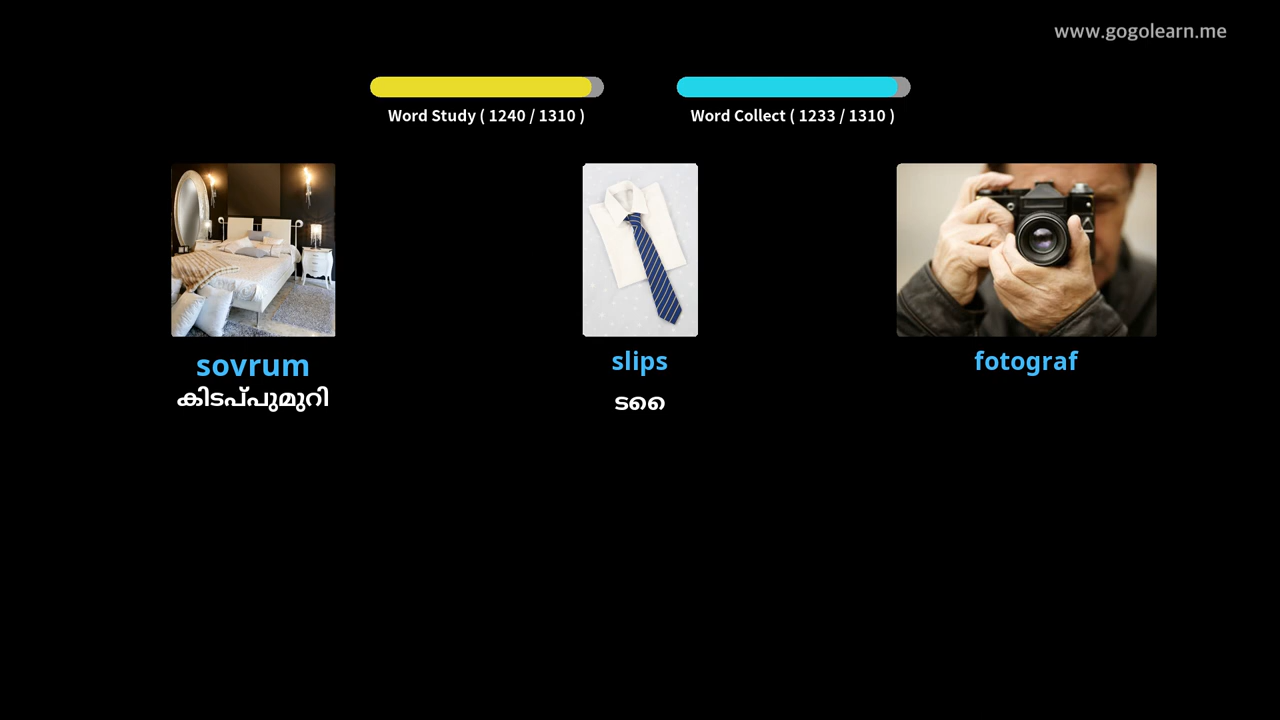 www.gogolearn.me
Word Study ( 1240 / 1310 )
Word Collect ( 1233 / 1310 )
sovrum
കിടപ്പുമുറി
slips
ടൈ
fotograf